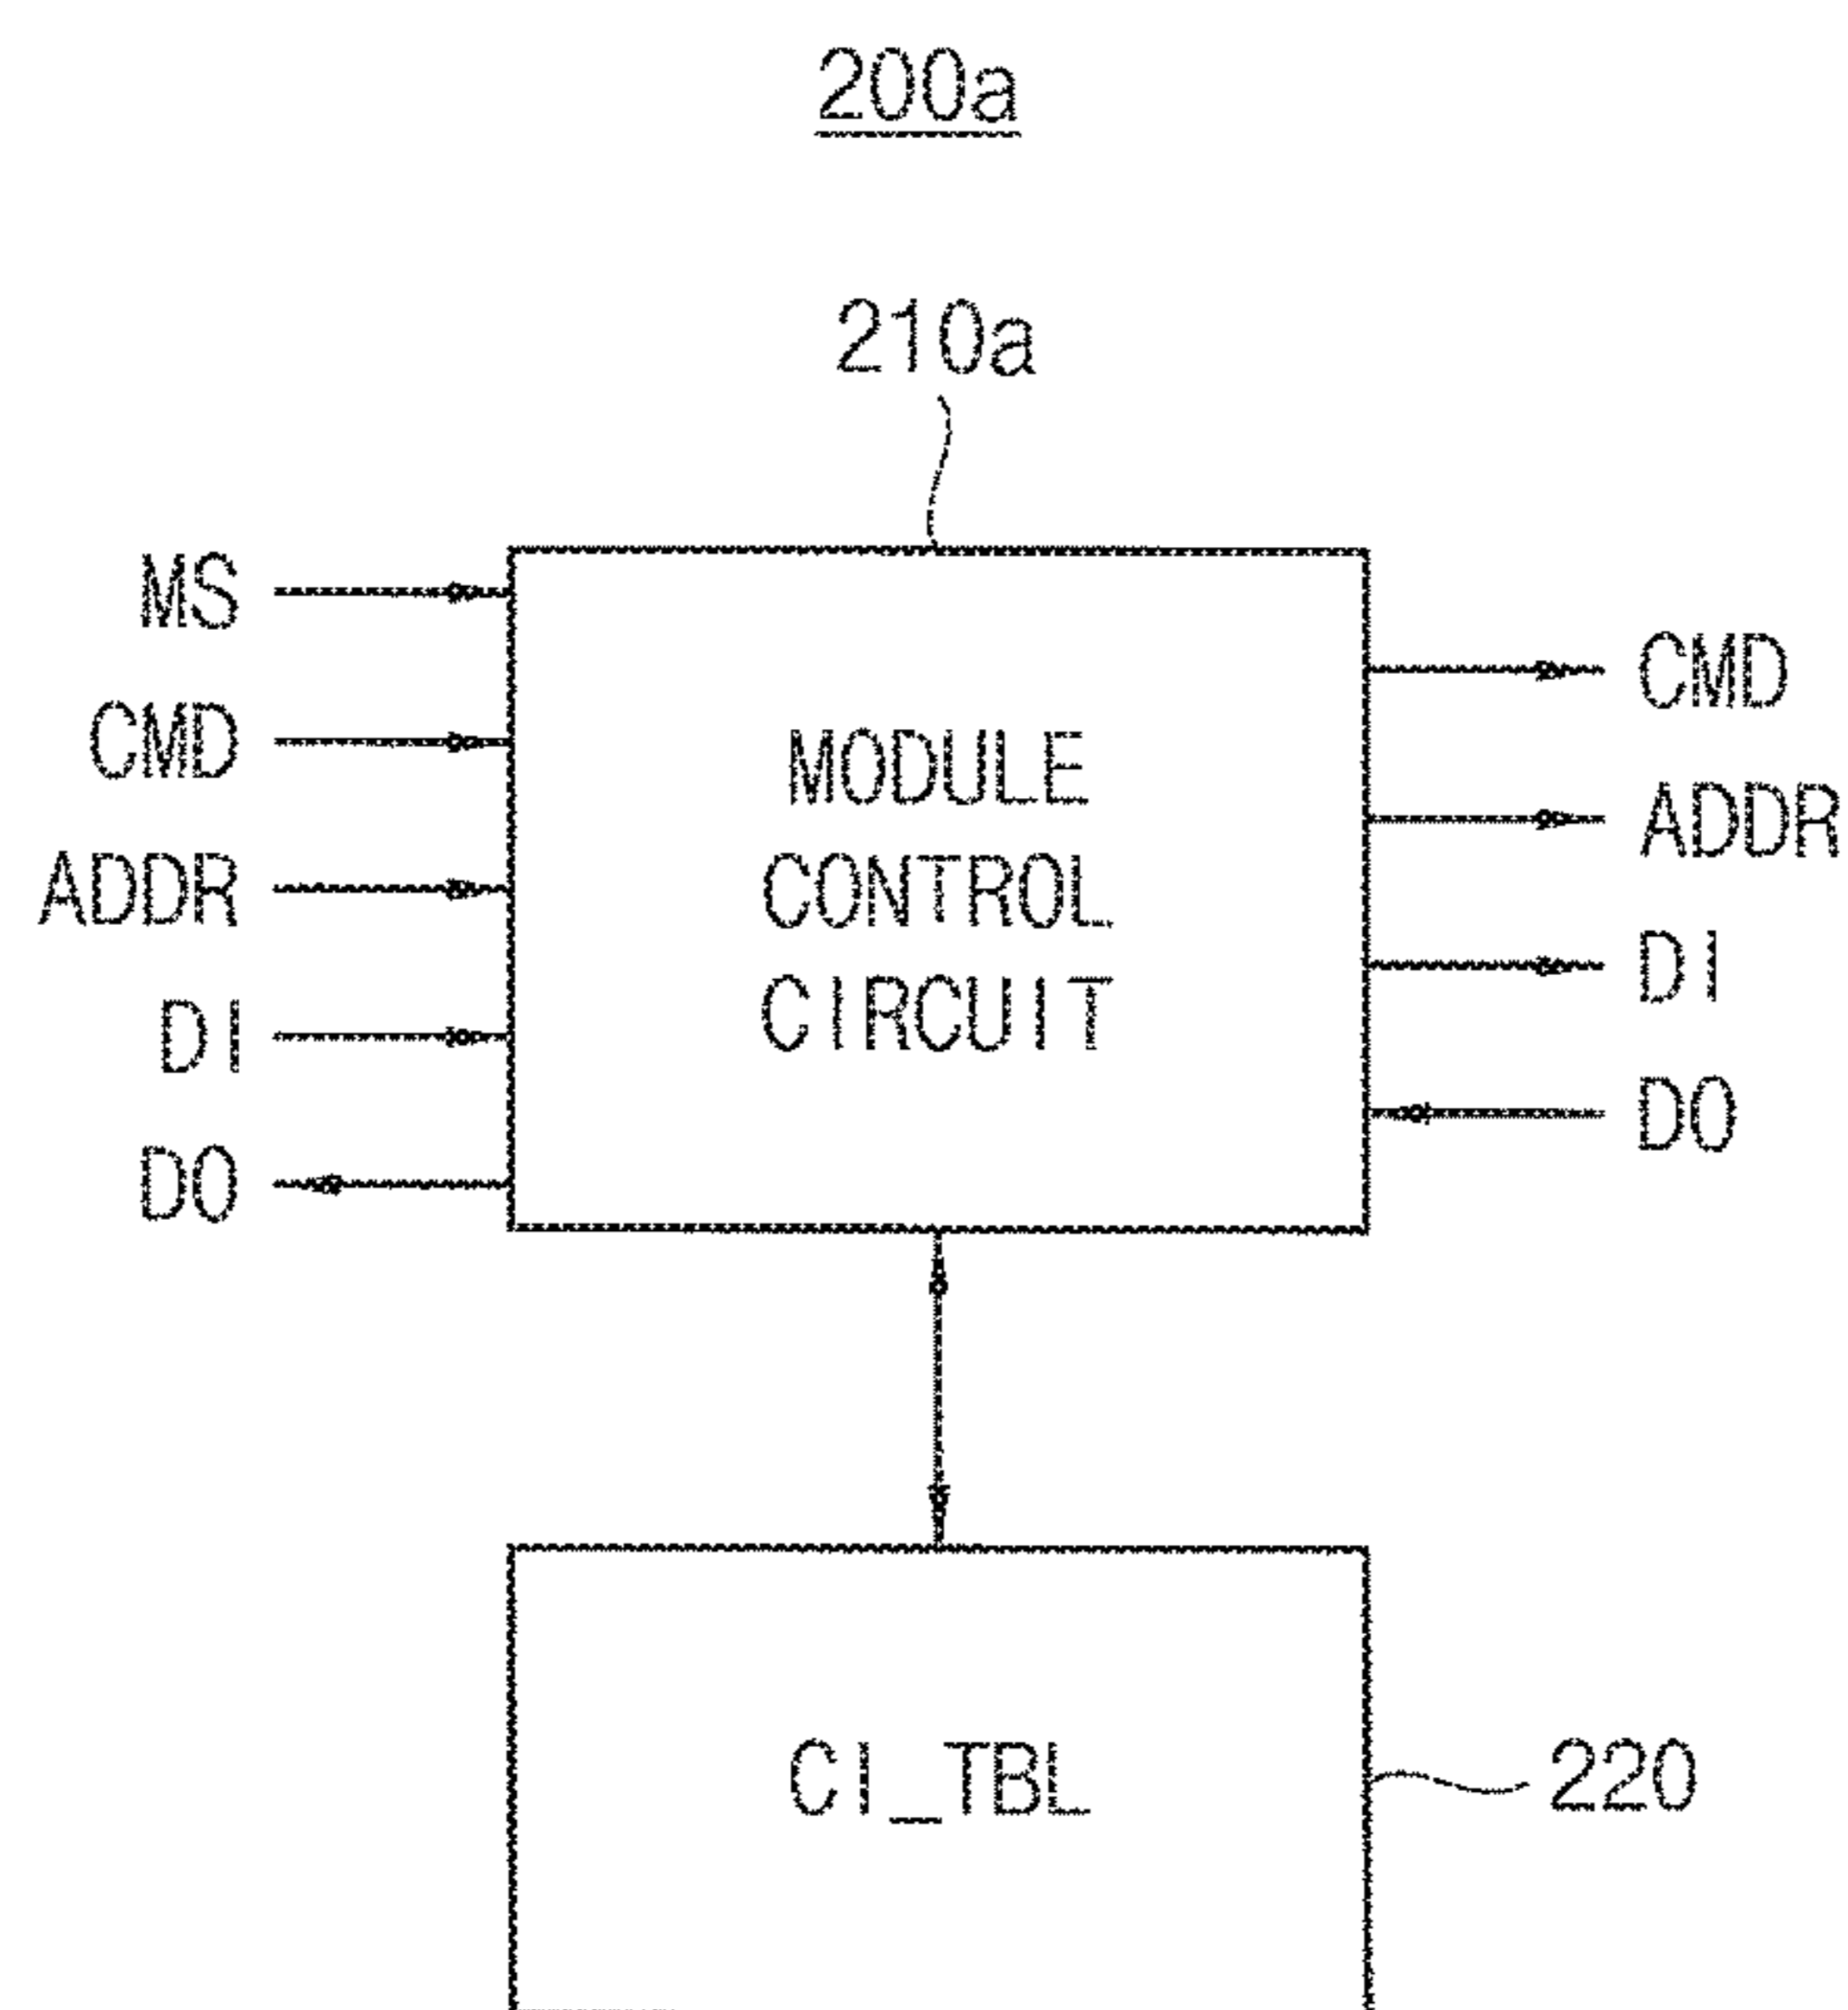 200a
210a
MS
CMD
ADDR
DI
DO
MODULE
CONTROL
CIRCUIT
CMD
ADDR
DI
DO
CI_TBL
220